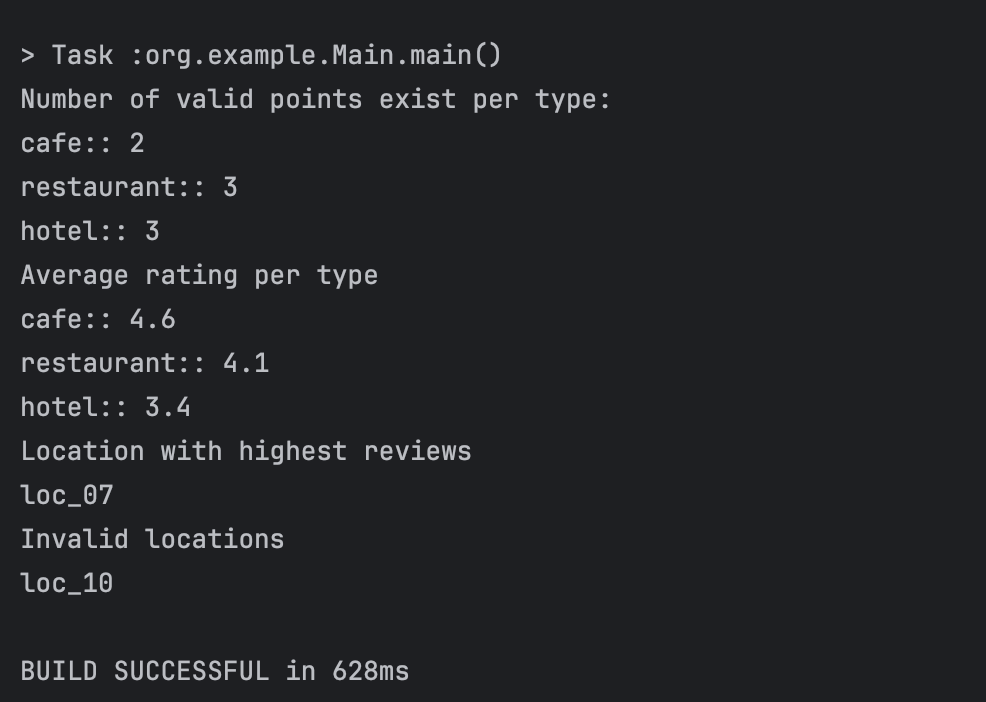 > Task :org.example.Main.main()
Number of valid points exist per type:
cafe:: 2
restaurant:: 3
hotel:: 3
Average rating per type
cafe:: 4.6
restaurant:: 4.1
hotel:: 3.4
Location with highest reviews
loc_07
Invalid locations
loc_10
BUILD SUCCESSFUL in 628ms